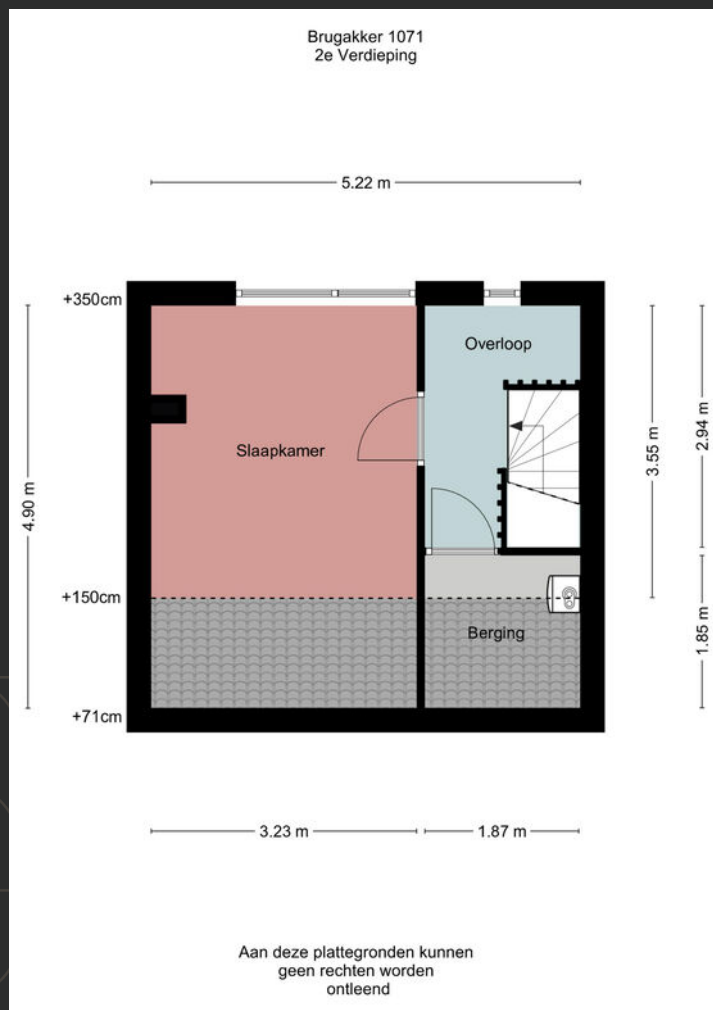 Brugakker 1071
2e Verdieping
5.22 m
+350cm
Overloop
Slaapkamer
4.90 m
3.55 m
2.94 m
+150cm
Berging
1.85 m
+71cm
3.23 m
1.87 m
Aan deze plattegronden kunnen
geen rechten worden
ontleend